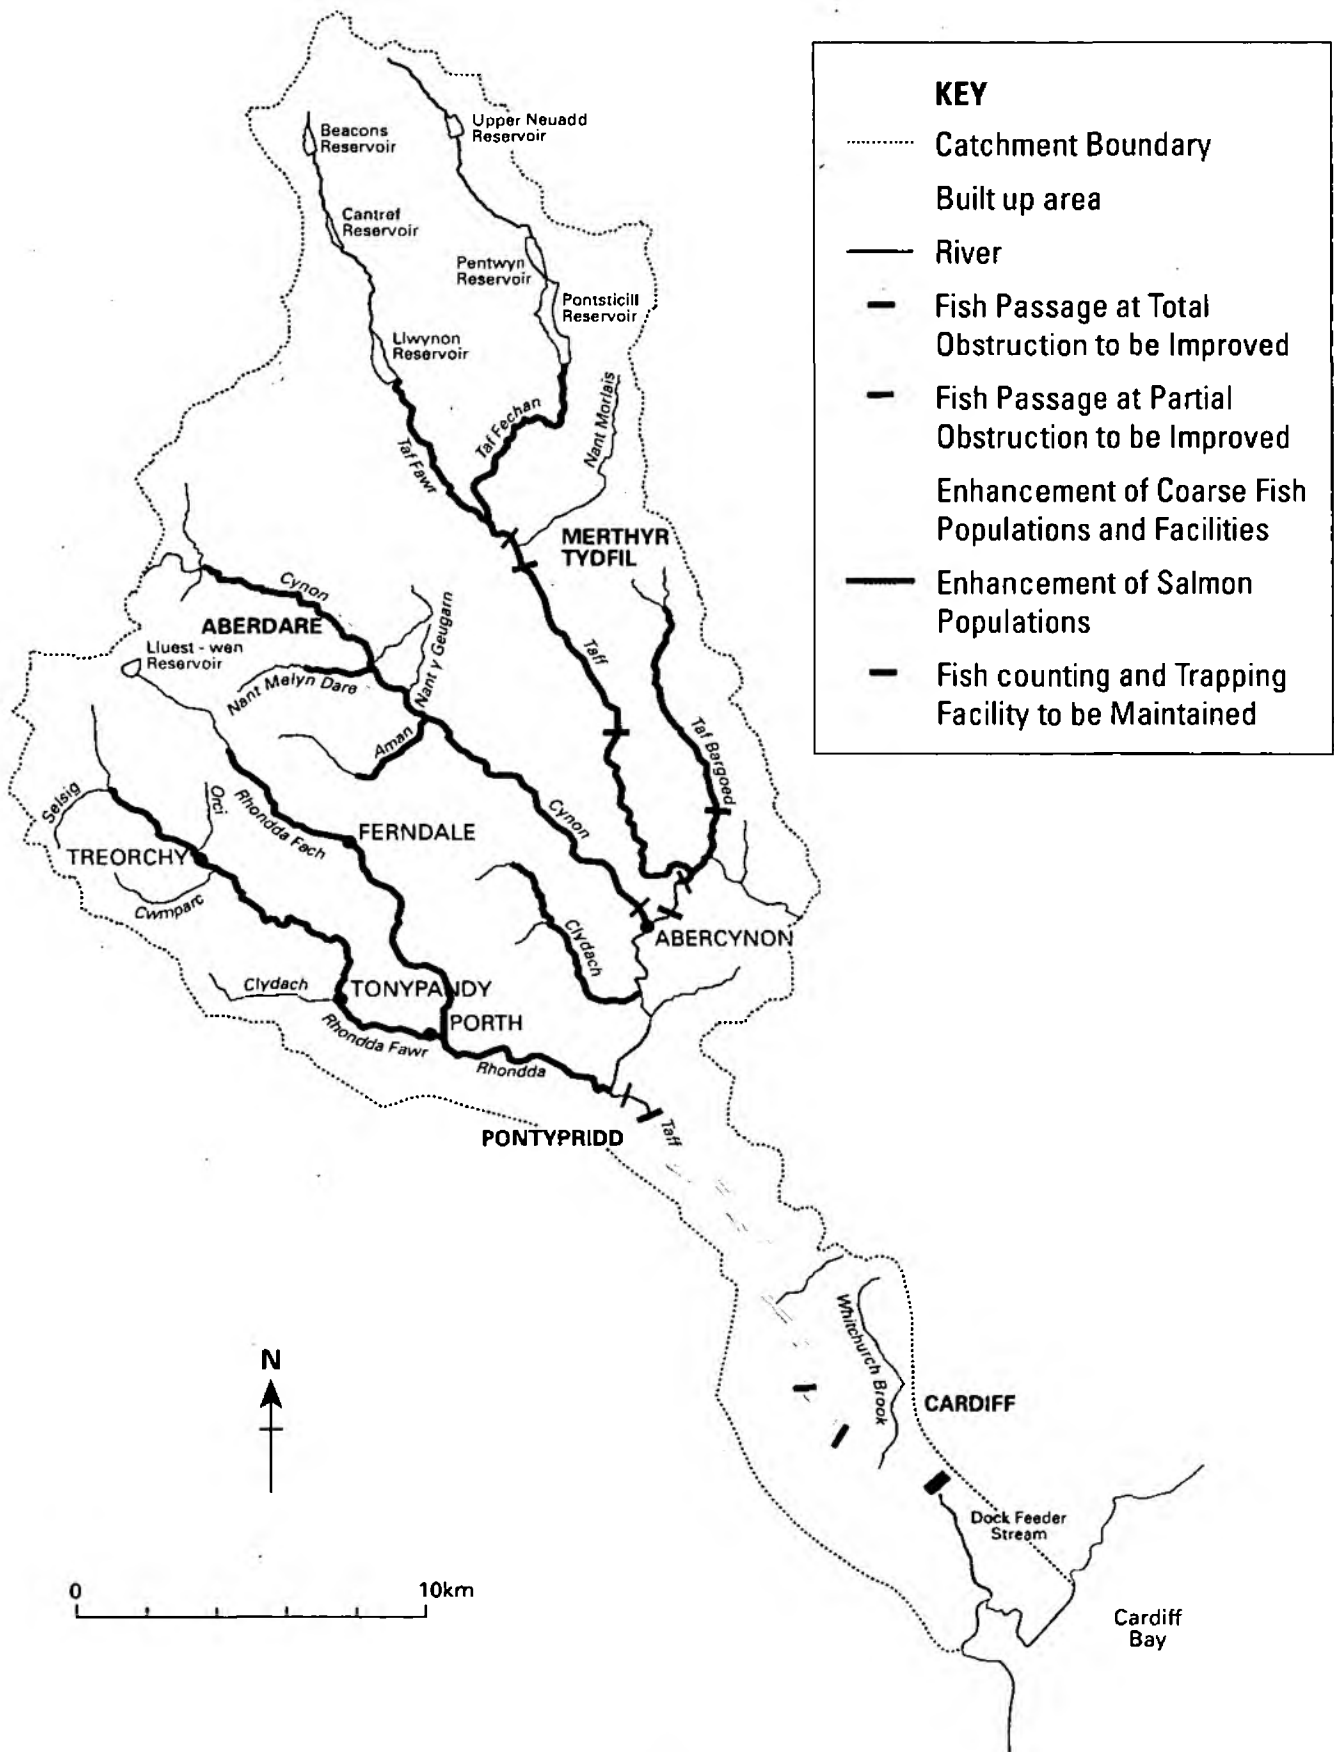 KEY
Catchment Boundary
Built up area
River
Fish Passage at Total
Obstruction to be Improved
Fish Passage at Partial
Obstruction to be Improved
Enhancement of Coarse Fish
Populations and Facilities
Enhancement of Salmon
Populations
Fish counting and Trapping
Facility to be Maintained
Upper Neuadd
Reservoir
Beacons
Reservoir
Cantref
Reservoir
Pentwyn
Reservoir
Pontsticill
Reservoir
Llwynon
Reservoir
Nant Morlais
Taf Fechan
Taf Fawr
MERTHYR
TYDFIL
Cynon
ABERDARE
Nant y Geugarn
Lluest - wen
Reservoir
Nant Melyn Dare
Taff
Aman
Taf Bargoed
Selsig
Orci
Rhondda Fach
Cynon
FERNDALE
TREORCHY
Cwmparc
Clydach
ABERCYNON
Clydach
TONYPANDY
PORTH
Rhondda Fawr
Rhondda
PONTYPRIDD
Taff
Whitchurch Brook
N
CARDIFF
Dock Feeder
Stream
0
10km
Cardiff
Bay